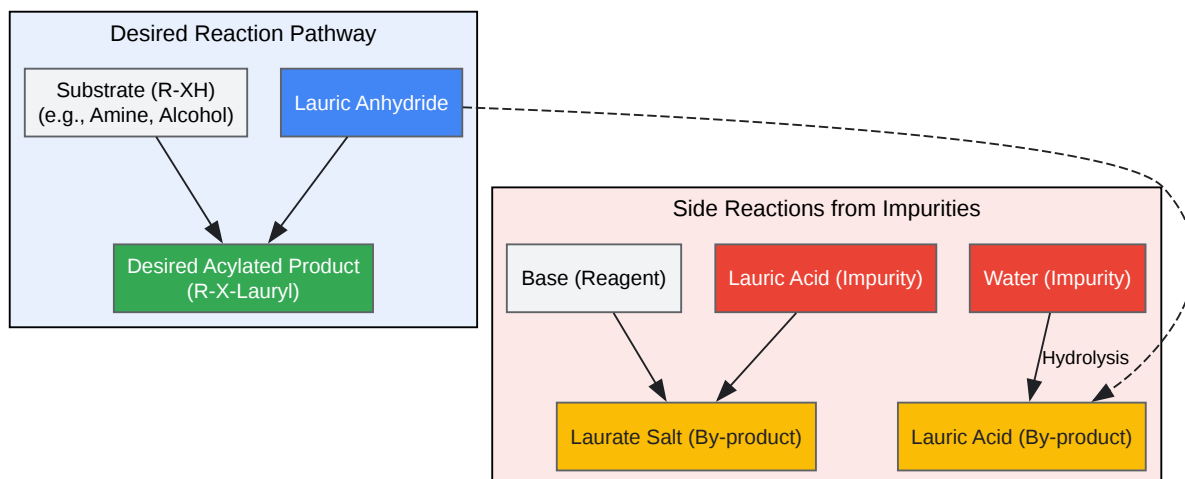 Desired Reaction Pathway
Substrate (R-XH)
(e.g., Amine, Alcohol)
Lauric Anhydride
Desired Acylated Product
(R-X-Lauryl)
Side Reactions from Impurities
Base (Reagent)
Lauric Acid (Impurity)
Water (Impurity)
Hydrolysis
Laurate Salt (By-product)
Lauric Acid (By-product)